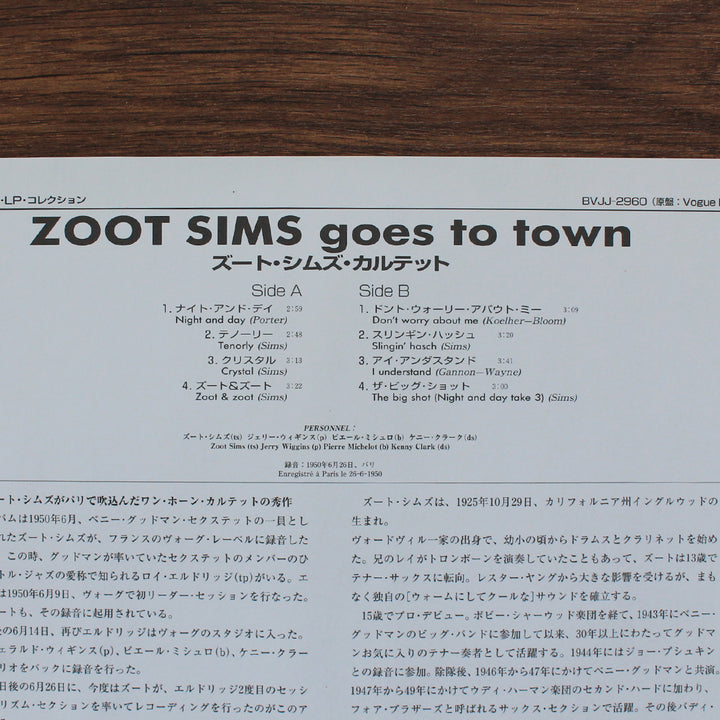 ・LP・コレクション
BVJJ-2960 (原盤：Vogue
ZOOT SIMS goes to town
ズート・シムズ・カルテット
Side A
1. ナイト・アンド・デイ 2:59
Night and day (Porter)
2. テノーリー 2:48
Tenorly (Sims)
3. クリスタル 3:13
Crystal (Sims)
4. ズート&ズート 3:22
Zoot & zoot (Sims)
Side B
1. ドント・ウォーリー・アバウト・ミー 3:09
Don't worry about me (Koelher–Bloom)
2. スリンギン・ハッシュ 3:20
Slingin' hasch (Sims)
3. アイ・アンダスタンド 3:41
I understand (Gannon–Wayne)
4. ザ・ビッグ・ショット 3:00
The big shot (Night and day take 3) (Sims)
PERSONNEL:
ズート・シムズ(ts) ジェリー・ウィギンス(p) ピエール・ミシュロ(b) ケニー・クラーク(ds)
Zoot Sims (ts) Jerry Wiggins (p) Pierre Michelot (b) Kenny Clark (ds)
録音：1950年6月26日、パリ
Enregistré à Paris le 26-6-1950
ート・シムズがパリで吹込んだワン・ホーン・カルテットの秀作
バムは1950年6月、ベニー・グッドマン・セクステットの一員とし
れたズート・シムズが、フランスのヴォーグ・レーベルに録音した
。この時、グッドマンが率いていたセクステットのメンバーのひ
トル・ジャズの愛称で知られるロイ・エルドリッジ(tp)がいる。エ
は1950年6月9日、ヴォーグで初リーダー・セッションを行なった。
ートも、その録音に起用されている。
の6月14日、再びエルドリッジはヴォーグのスタジオに入った。
ェラルド・ウィギンス(p)、ピエール・ミシュロ(b)、ケニー・クラー
リオをバックに録音を行った。
日後の6月26日に、今度はズートが、エルドリッジ2度目のセッシ
リズム・セクションを率いてレコーディングを行ったのがこのア
ズート・シムズは、1925年10月29日、カリフォルニア州イングルウッドの
生まれ。
ヴォードヴィル一家の出身で、幼小の頃からドラムスとクラリネットを始め
た。兄のレイがトロンボーンを演奏していたこともあって、ズートは13歳で
テナー・サックスに転向。レスター・ヤングから大きな影響を受けるが、まも
なく独自の[ウォームにしてクールな]サウンドを確立する。
15歳でプロ・デビュー。ボビー・シャーウッド楽団を経て、1943年にベニー・
グッドマンのビッグ・バンドに参加して以来、30年以上にわたってグッドマ
ンお気に入りのテナー奏者として活躍する。1944年にはジョー・ブシュキン
との録音に参加。除隊後、1946年から47年にかけてベニー・グッドマンと共演。
1947年から49年にかけてウディ・ハーマン楽団のセカンド・ハードに加わり、
フォア・ブラザーズと呼ばれるサックス・セクションで活躍。その後バディ・